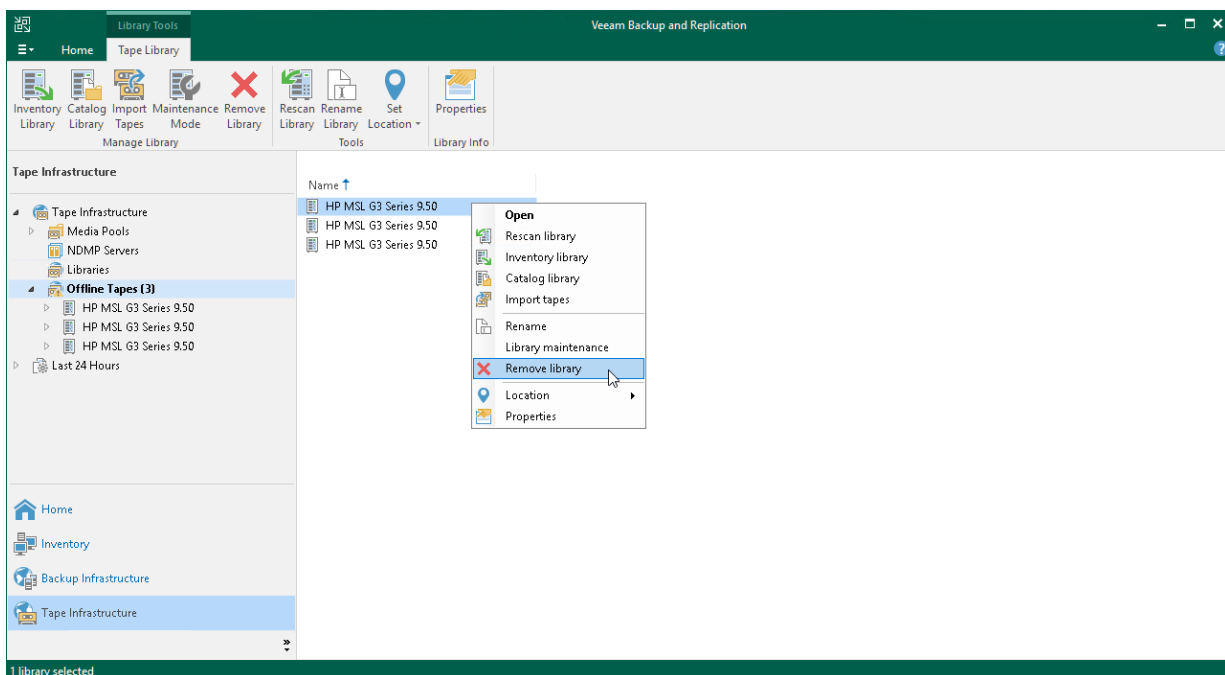 Library Tools
Veeam Backup and Replication
Home
Tape Library
Inventory Library
Catalog Library
Import Tapes
Maintenance Mode
Remove Library
Manage Library
Rescan Library
Rename Library
Set Location
Tools
Properties
Library Info
Tape Infrastructure
Tape Infrastructure
Media Pools
NDMP Servers
Libraries
Offline Tapes (3)
HP MSL G3 Series 9.50
HP MSL G3 Series 9.50
HP MSL G3 Series 9.50
Last 24 Hours
Home
Inventory
Backup Infrastructure
Tape Infrastructure
Name
HP MSL G3 Series 9.50
HP MSL G3 Series 9.50
HP MSL G3 Series 9.50
Open
Rescan library
Inventory library
Catalog library
Import tapes
Rename
Library maintenance
Remove library
Location
Properties
1 library selected